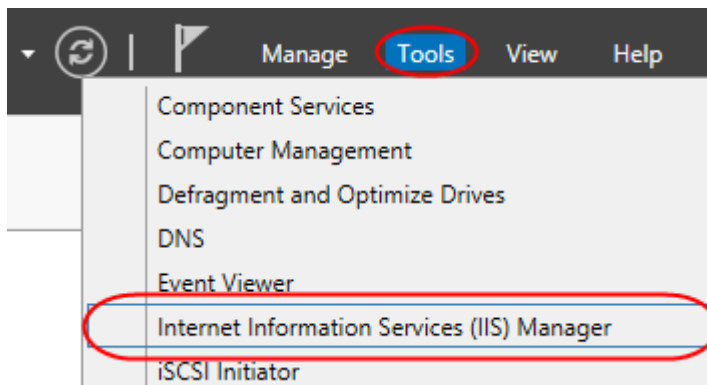 Manage Tools View Help
Component Services
Computer Management
Defragment and Optimize Drives
DNS
Event Viewer
Internet Information Services (IIS) Manager
iSCSI Initiator